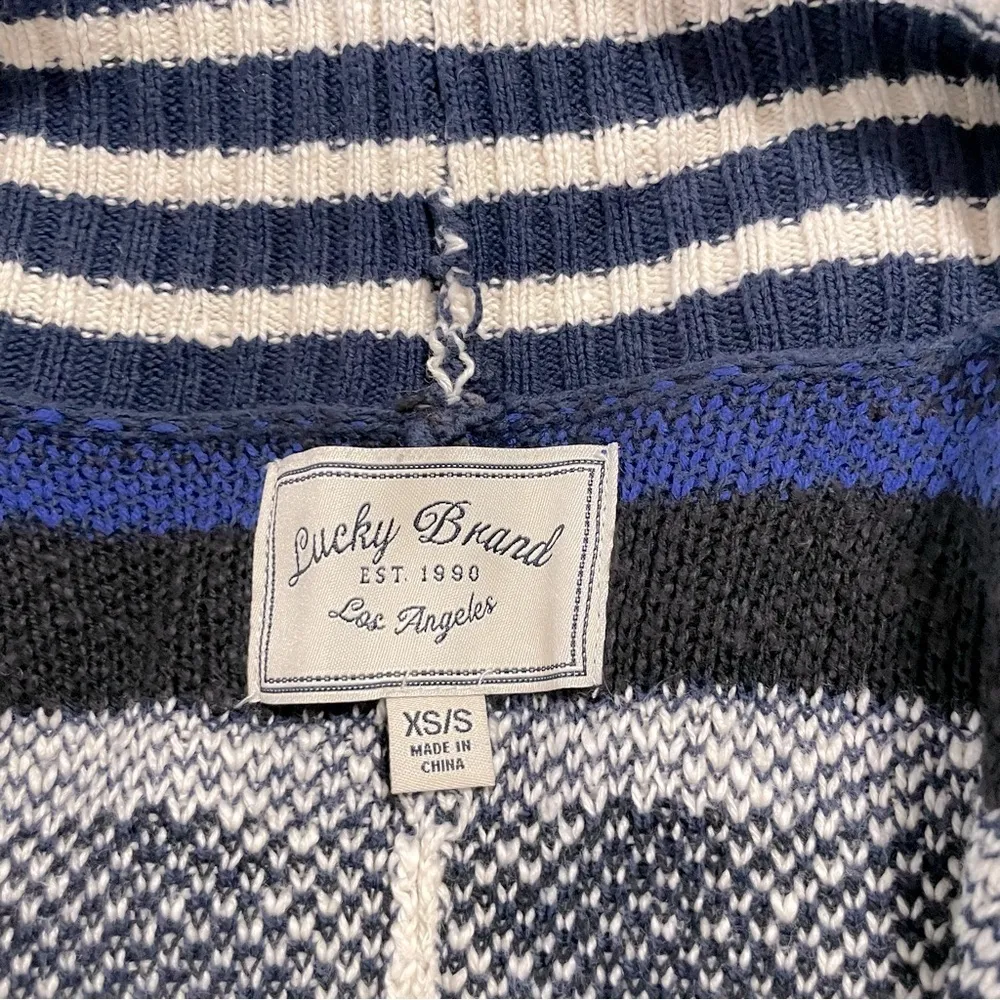 Lucky Brand
EST. 1990
Los Angeles
XS/S
MADE IN
CHINA